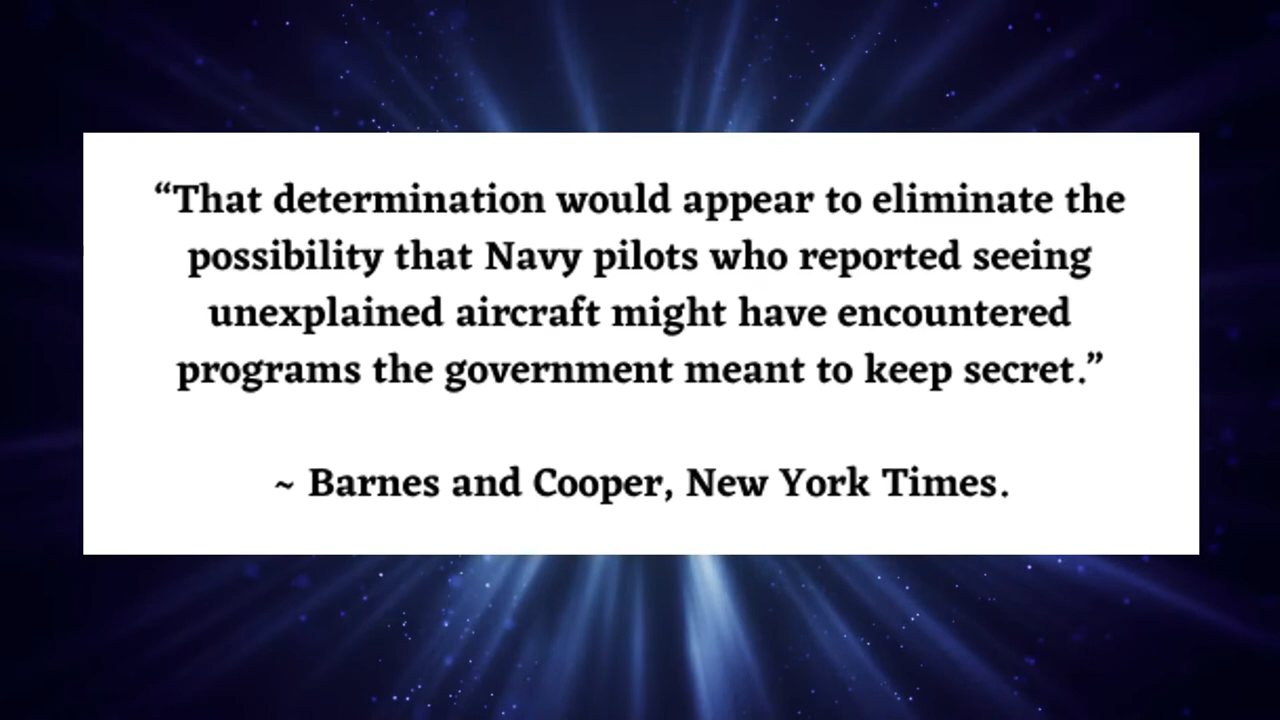 “That determination would appear to eliminate the
possibility that Navy pilots who reported seeing
unexplained aircraft might have encountered
programs the government meant to keep secret.”
~ Barnes and Cooper, New York Times.